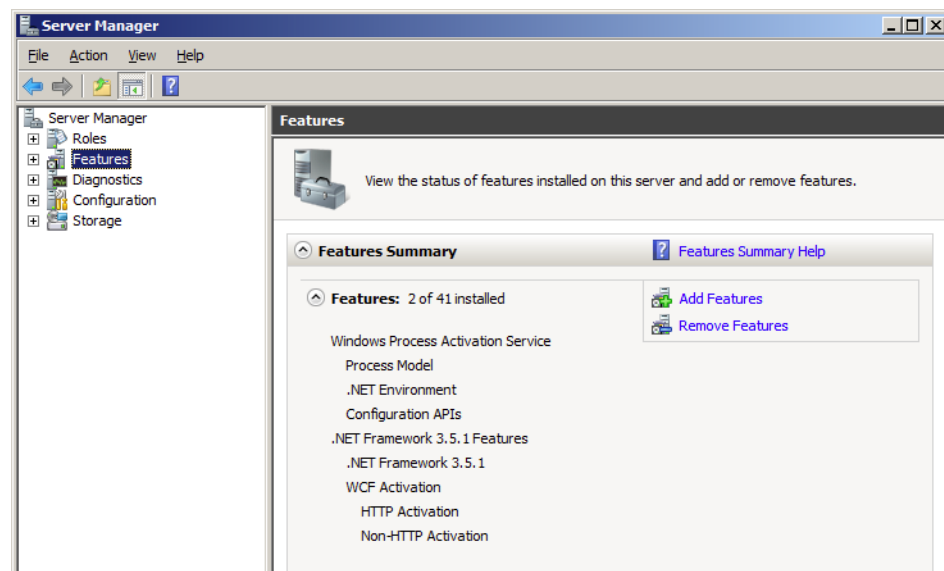 Server Manager
File Action View Help
Server Manager
Roles
Features
Diagnostics
Configuration
Storage
Features
View the status of features installed on this server and add or remove features.
Features Summary
Features Summary Help
Features: 2 of 41 installed
Add Features
Remove Features
Windows Process Activation Service
Process Model
.NET Environment
Configuration APIs
.NET Framework 3.5.1 Features
.NET Framework 3.5.1
WCF Activation
HTTP Activation
Non-HTTP Activation